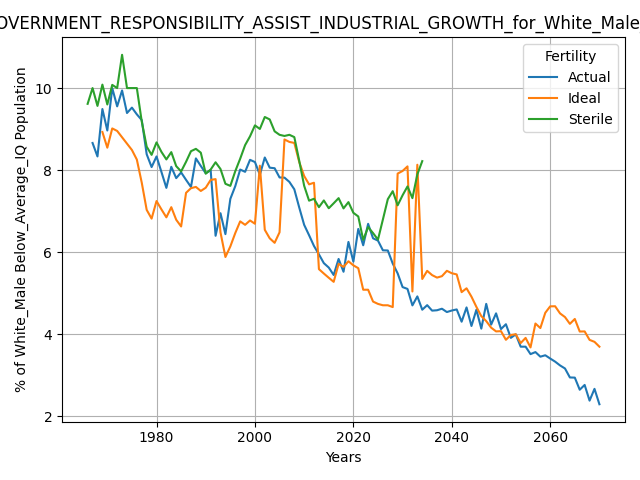 OVERNMENT_RESPONSIBILITY_ASSIST_INDUSTRIAL_GROWTH_for_White_Male
% of White_Male Below_Average_IQ Population
10
8
6
4
2
Fertility
Actual
Ideal
Sterile
1980 2000 2020 2040 2060
Years